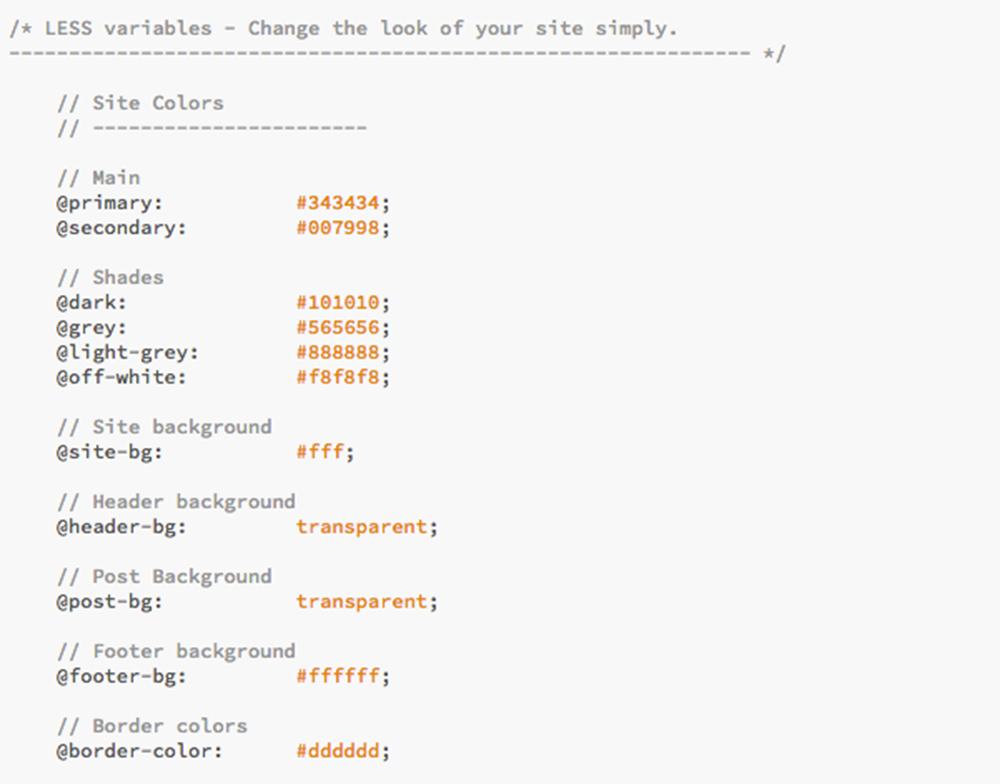 /* LESS variables - Change the look of your site simply.
-------------------------------------------------------------- */
// Site Colors
// -----------------------
// Main
@primary: #343434;
@secondary: #007998;
// Shades
@dark: #101010;
@grey: #565656;
@light-grey: #888888;
@off-white: #f8f8f8;
// Site background
@site-bg: #fff;
// Header background
@header-bg: transparent;
// Post Background
@post-bg: transparent;
// Footer background
@footer-bg: #ffffff;
// Border colors
@border-color: #dddddd;